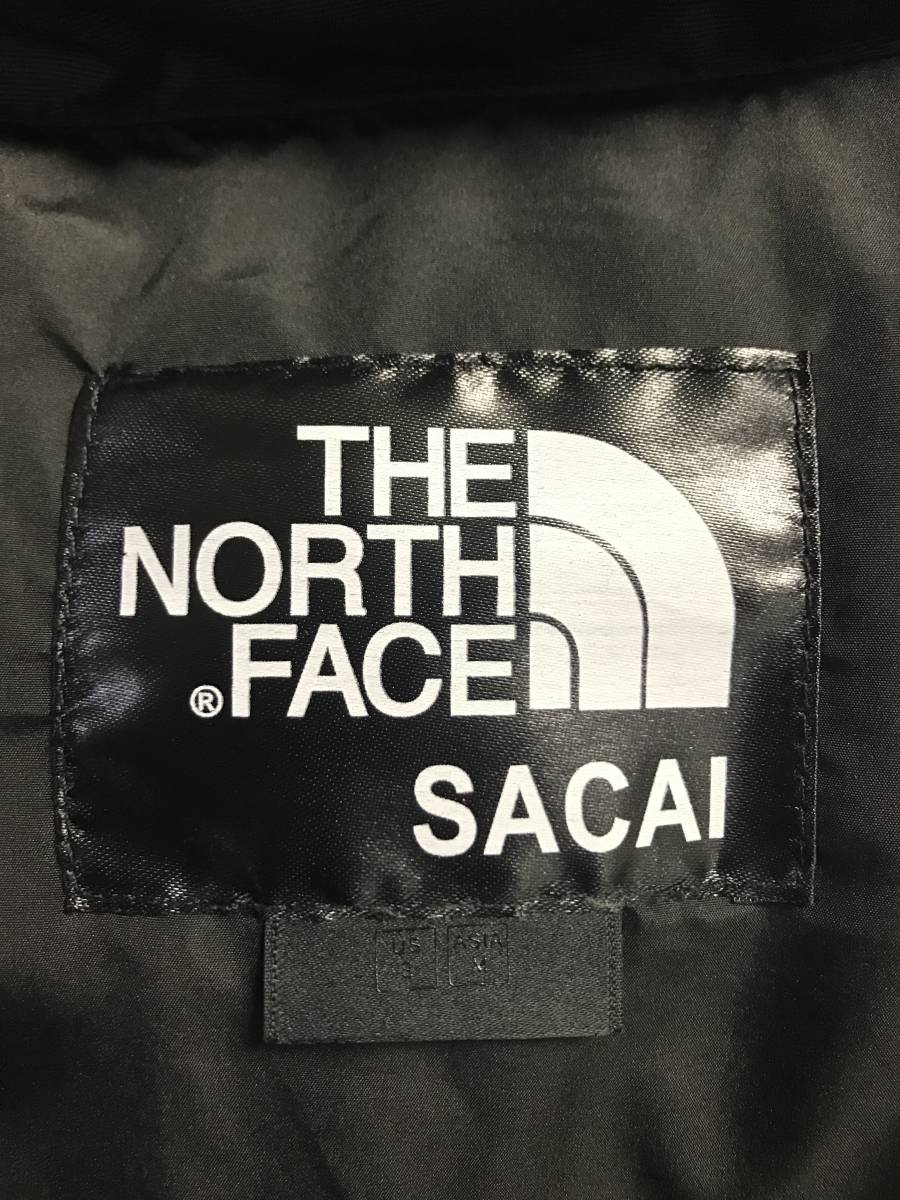 THE
NORTH
®FACE
SACAI
US ASIA
S M